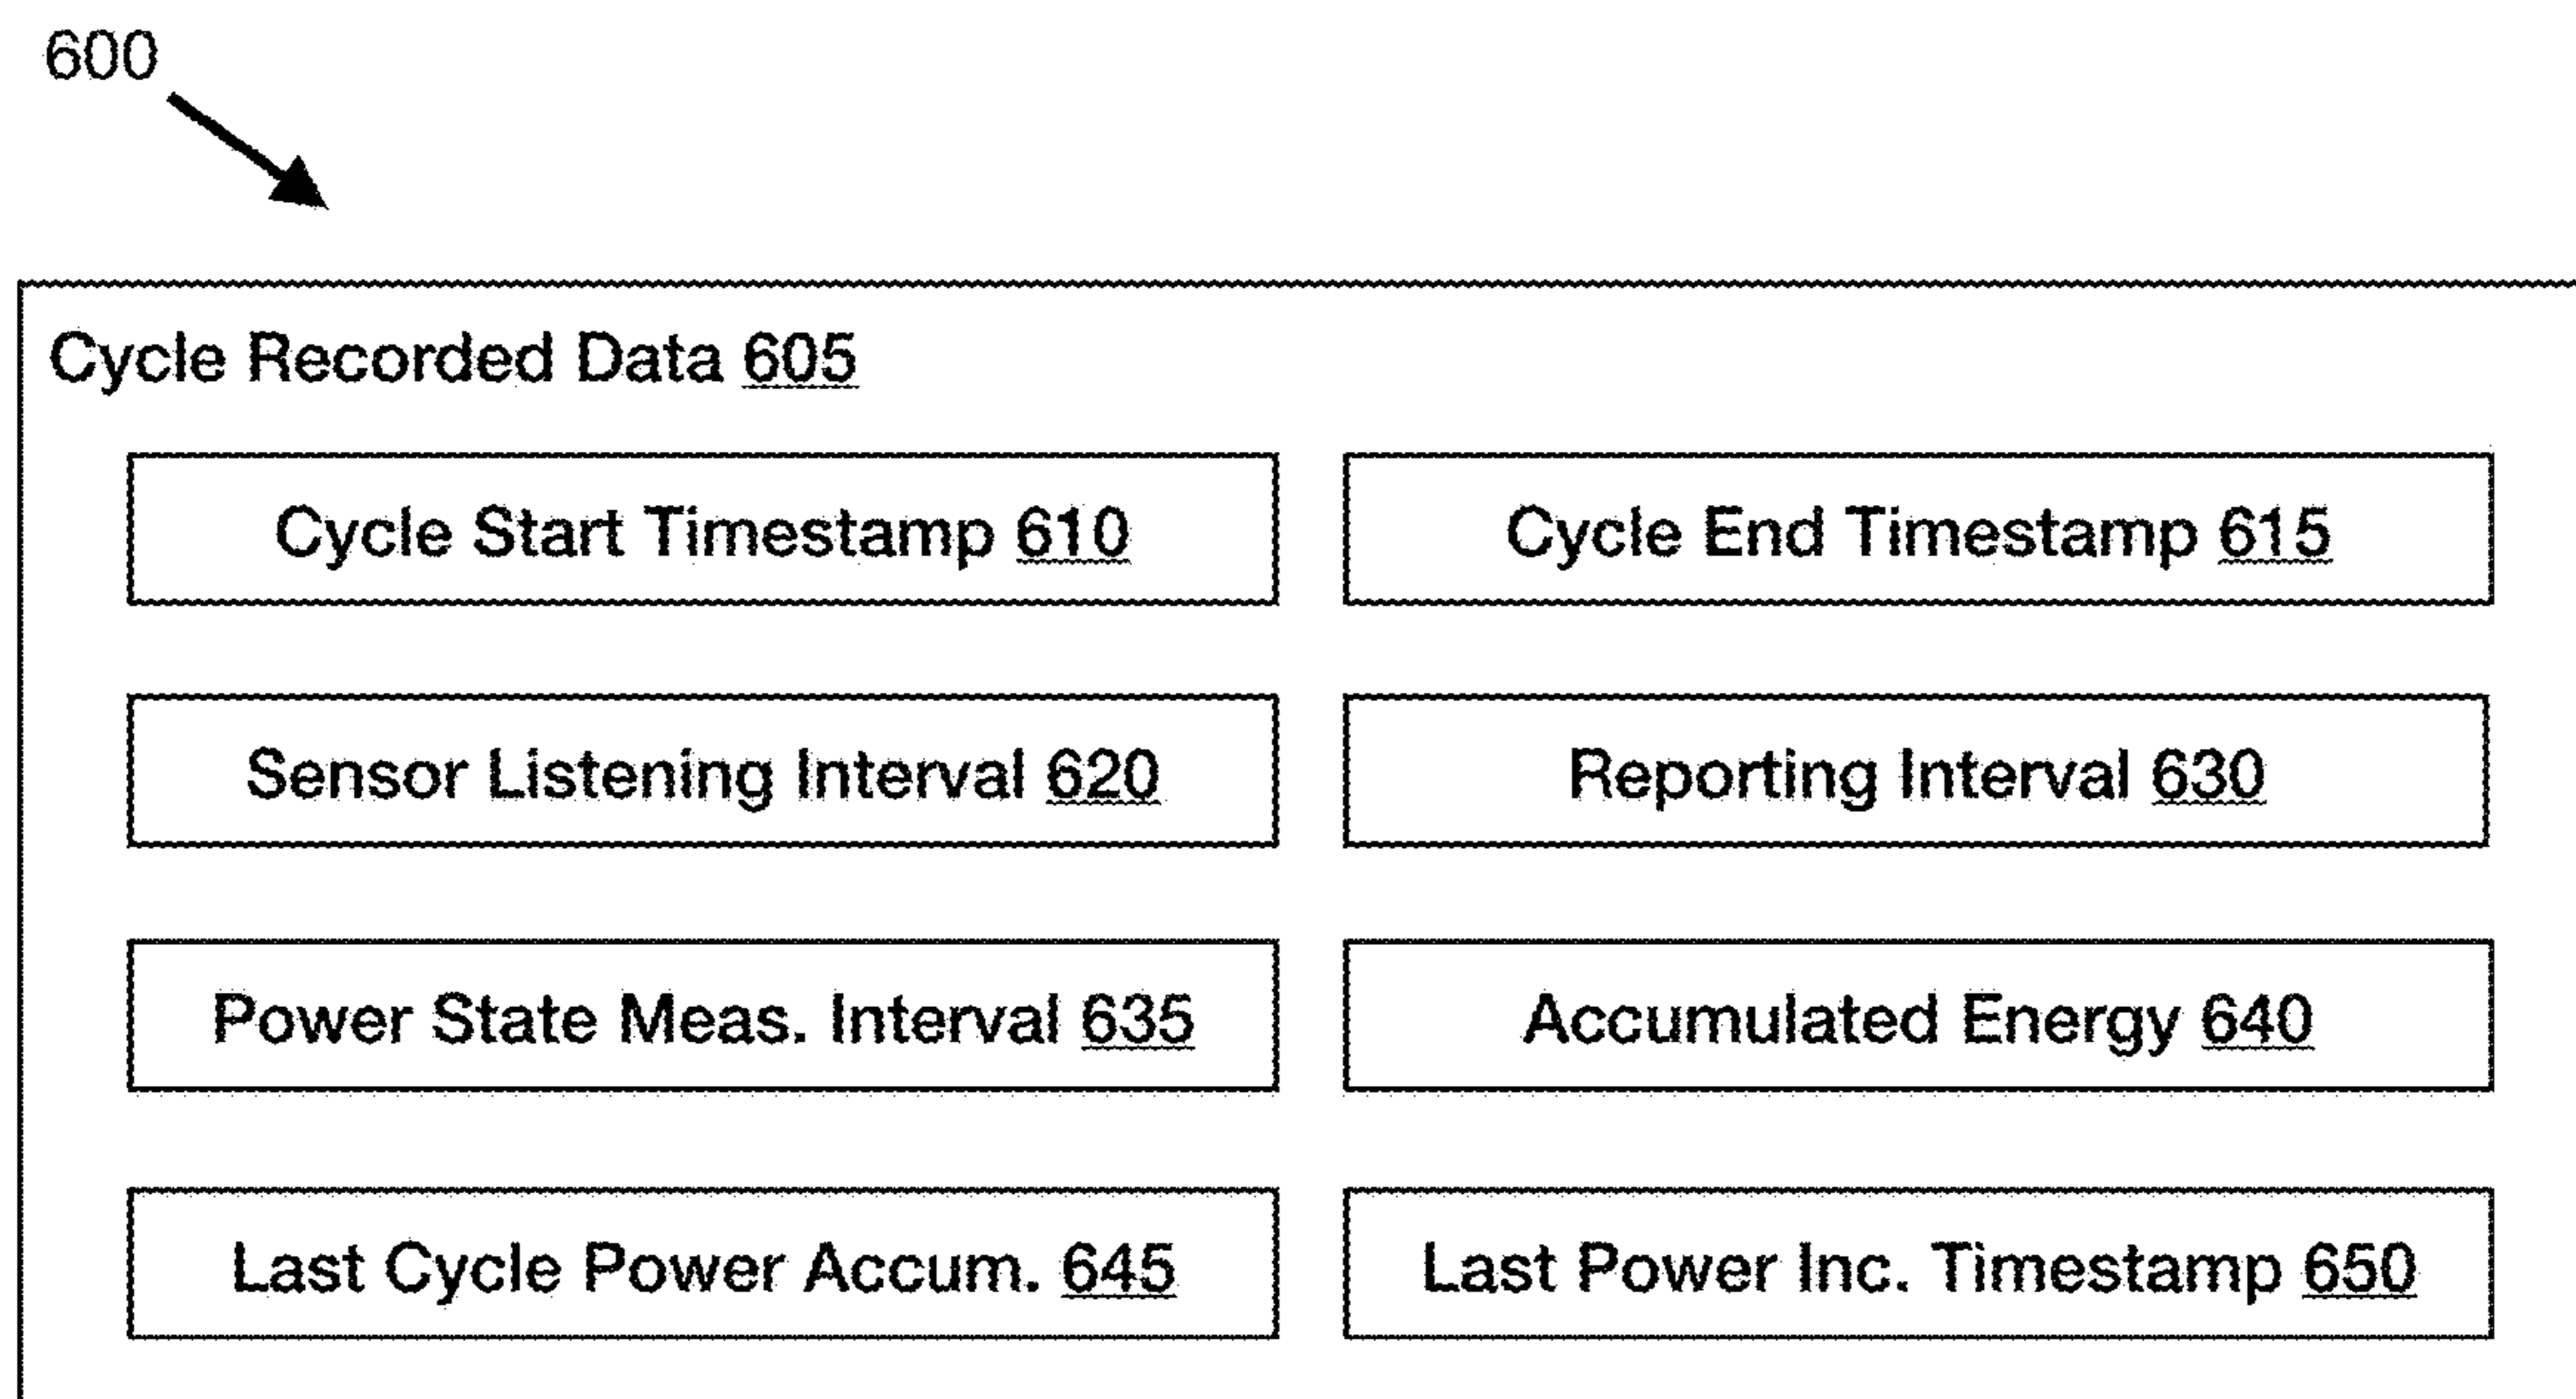 600
Cycle Recorded Data 605
Cycle Start Timestamp 610
Cycle End Timestamp 615
Sensor Listening Interval 620
Reporting Interval 630
Power State Meas. Interval 635
Accumulated Energy 640
Last Cycle Power Accum. 645
Last Power Inc. Timestamp 650